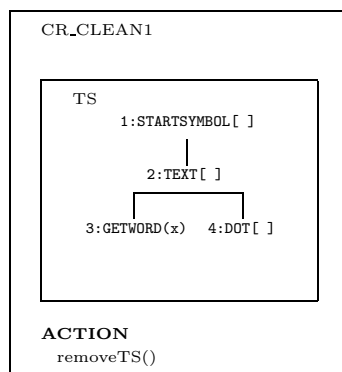 CR_CLEAN1
TS
1:STARTSYMBOL[ ]
2:TEXT[ ]
3:GETWORD(x) 4:DOT[ ]
ACTION
removeTS()